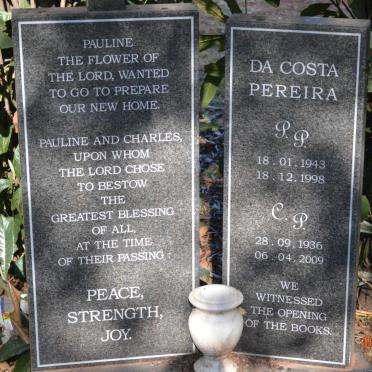 PAULINE
THE FLOWER OF
THE LORD, WANTED
TO GO TO PREPARE
OUR NEW HOME.
PAULINE AND CHARLES,
UPON WHOM
THE LORD CHOSE
TO BESTOW
THE
GREATEST BLESSING
OF ALL,
AT THE TIME
OF THEIR PASSING :
PEACE,
STRENGTH,
JOY.
DA COSTA
PEREIRA
P.P.
18.01.1943
18.12.1998
C.P.
28.09.1936
06.04.2009
WE
WITNESSED
THE OPENING
OF THE BOOKS.